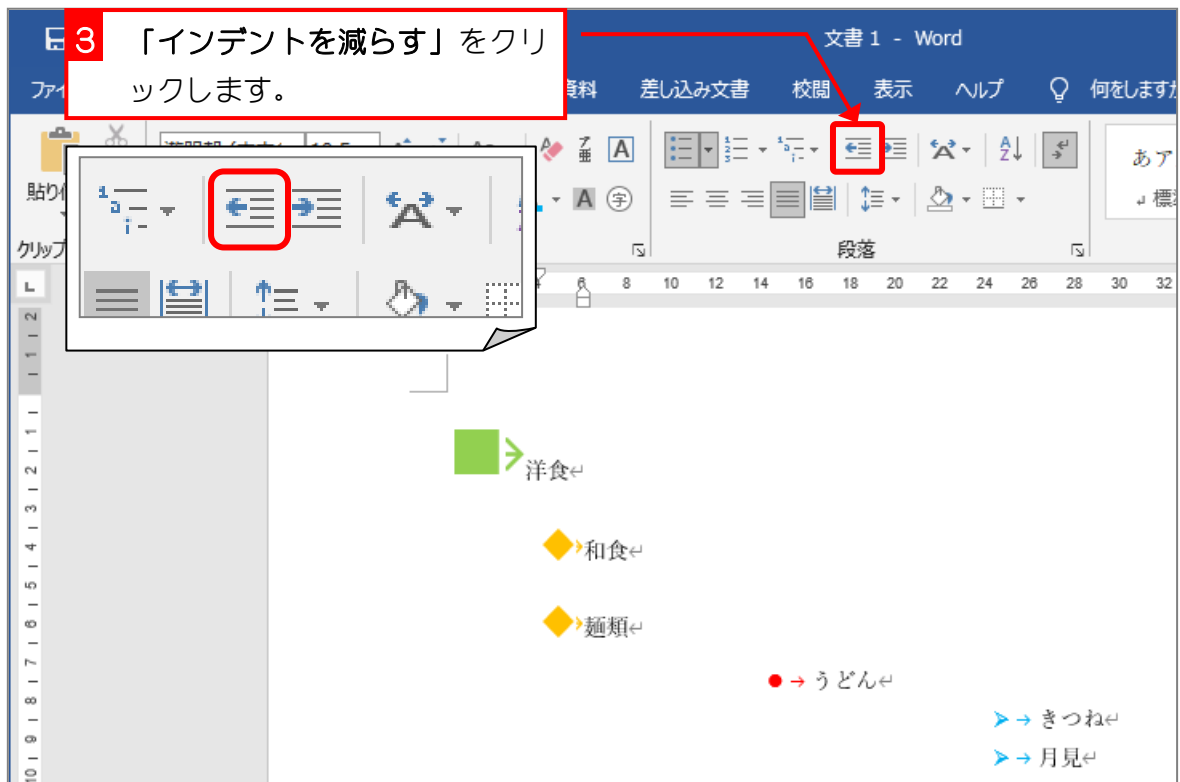 3 「インデントを減らす」をクリ
ックします。
文書 1 - Word
ファイ
資料 差し込み文書 校閲 表示 ヘルプ 何をしますか
貼り付
クリップ
段落
あア
標準
8 10 12 14 16 18 20 22 24 26 28 30 32
洋食
和食
麺類
→ うどん
→ きつね
→ 月見